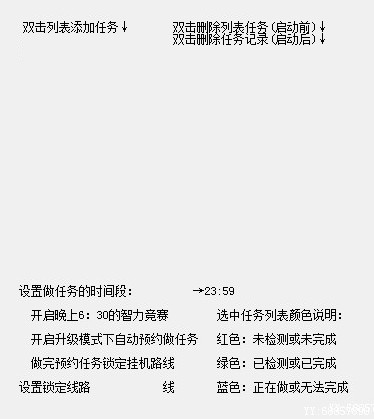 双击列表添加任务↓
双击删除列表任务(启动前)↓
双击删除任务记录(启动后)↓
设置做任务的时间段: →23:59
开启晚上6：30的智力竞赛
选中任务列表颜色说明:
开启升级模式下自动预约做任务
红色：未检测或未完成
做完预约任务锁定挂机路线
绿色：已检测或已完成
设置锁定线路 线
蓝色：正在做或无法完成